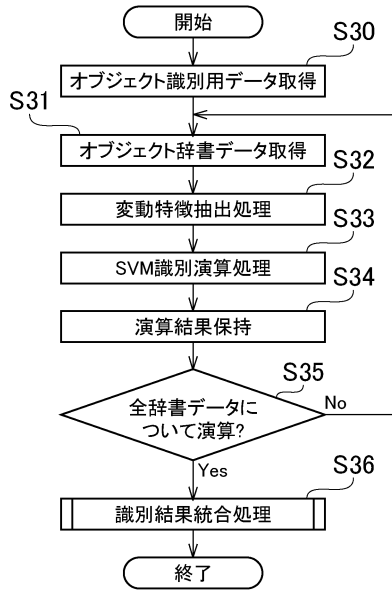 開始
S30
オブジェクト識別用データ取得
S31
オブジェクト辞書データ取得
S32
変動特徴抽出処理
S33
SVM識別演算処理
S34
演算結果保持
S35
全辞書データに
ついて演算?
No
Yes
S36
識別結果統合処理
終了